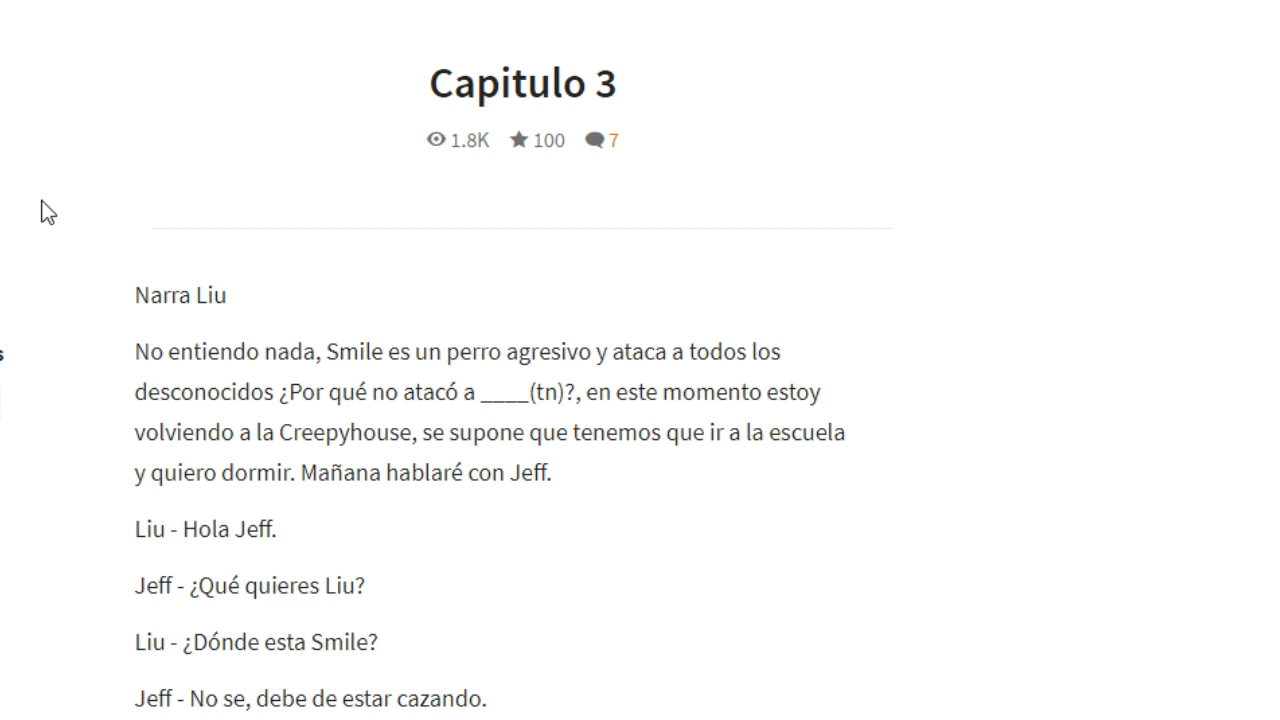 Capitulo 3
1.8K 100 7
Narra Liu
No entiendo nada, Smile es un perro agresivo y ataca a todos los
desconocidos ¿Por qué no atacó a ____(tn)?, en este momento estoy
volviendo a la Creepyhouse, se supone que tenemos que ir a la escuela
y quiero dormir. Mañana hablaré con Jeff.
Liu - Hola Jeff.
Jeff - ¿Qué quieres Liu?
Liu - ¿Dónde esta Smile?
Jeff - No se, debe de estar cazando.